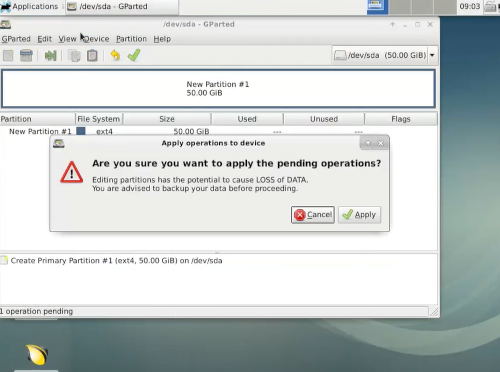 Applications
/dev/sda - GParted
09:03
/dev/sda - GParted
GParted Edit View Device Partition Help
/dev/sda (50.00 GiB)
New Partition #1
50.00 GiB
Partition File System Size Used Unused Flags
New Partition #1 ext4 50.00 GiB --- ---
Apply operations to device
Are you sure you want to apply the pending operations?
Editing partitions has the potential to cause LOSS of DATA.
You are advised to backup your data before proceeding.
Cancel Apply
Create Primary Partition #1 (ext4, 50.00 GiB) on /dev/sda
1 operation pending